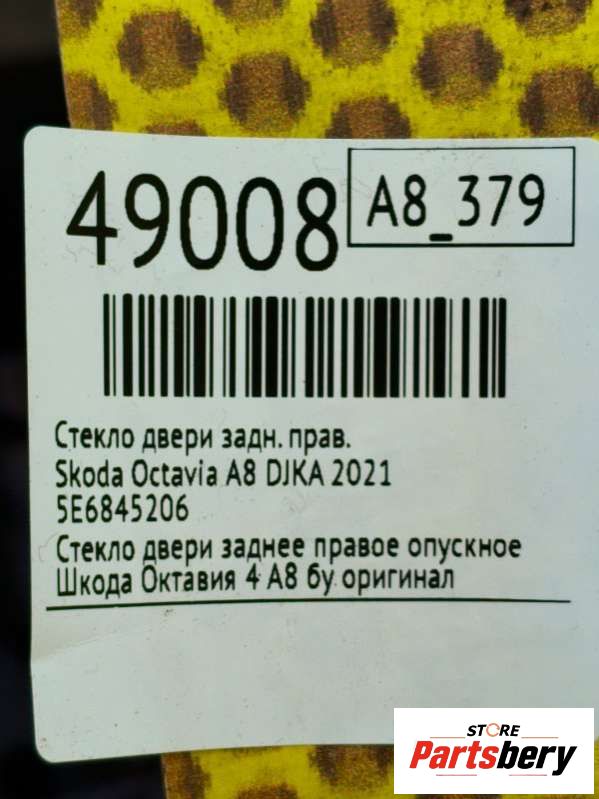 49008
A8_379
Стекло двери задн. прав.
Skoda Octavia A8 DJKA 2021
5E6845206
Стекло двери заднее правое опускное
Шкода Октавия 4 A8 бу оригинал
STORE
Partsbery